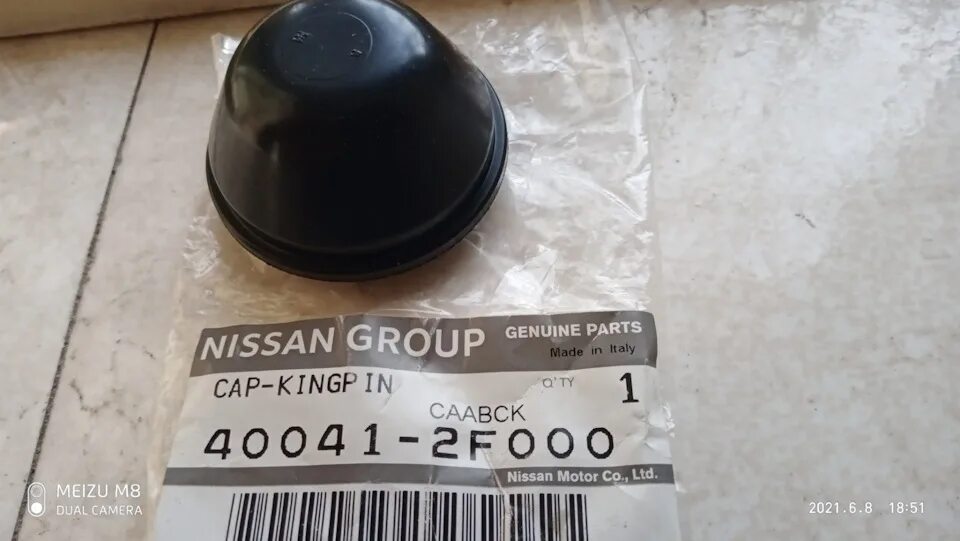 NISSAN GROUP GENUINE PARTS
Made in Italy
CAP-KINGPIN Q'TY 1
CAABCK
40041-2F000
Nissan Motor Co., Ltd.
MEIZU M8
DUAL CAMERA
2021.6.8 18:51